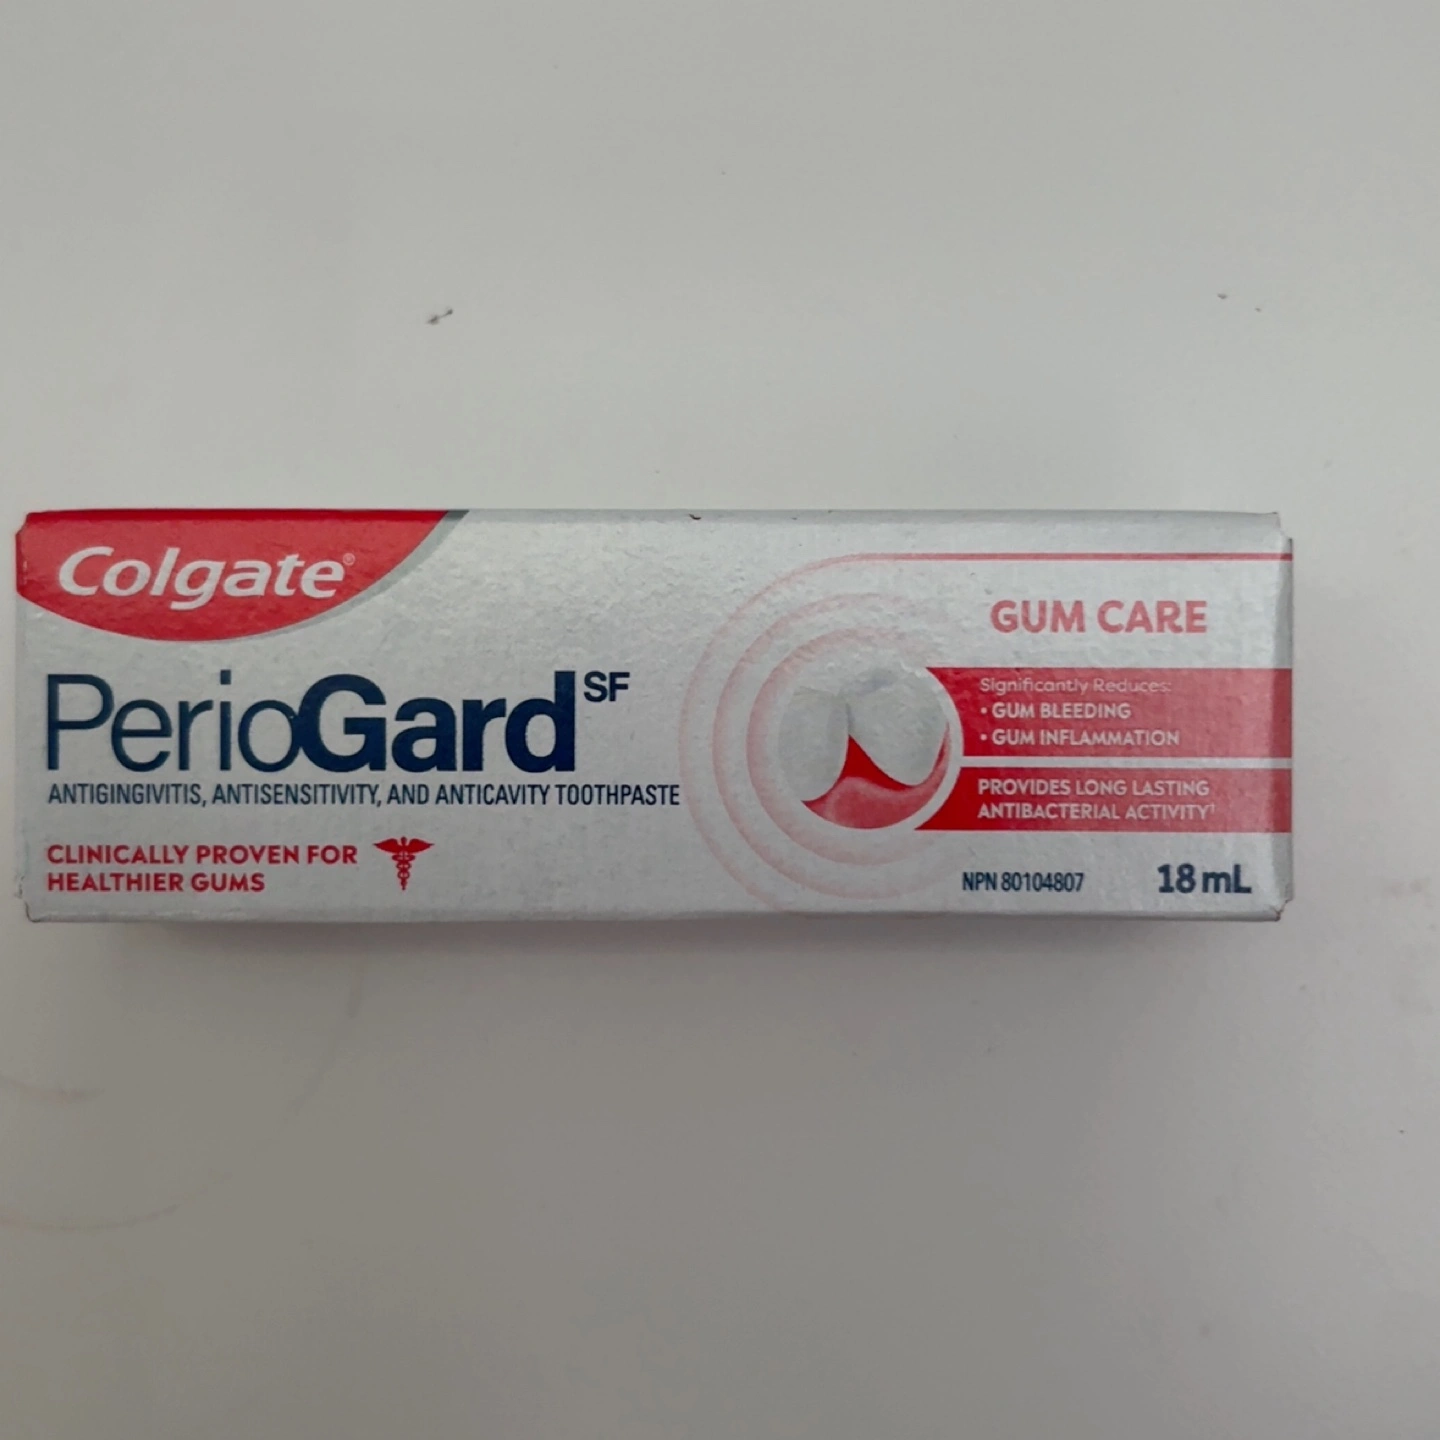 Colgate®
PerioGard SF
ANTIGINGIVITIS, ANTISENSITIVITY, AND ANTICAVITY TOOTHPASTE
CLINICALLY PROVEN FOR
HEALTHIER GUMS
GUM CARE
Significantly Reduces:
• GUM BLEEDING
• GUM INFLAMMATION
PROVIDES LONG LASTING
ANTIBACTERIAL ACTIVITY†
NPN 80104807
18 mL